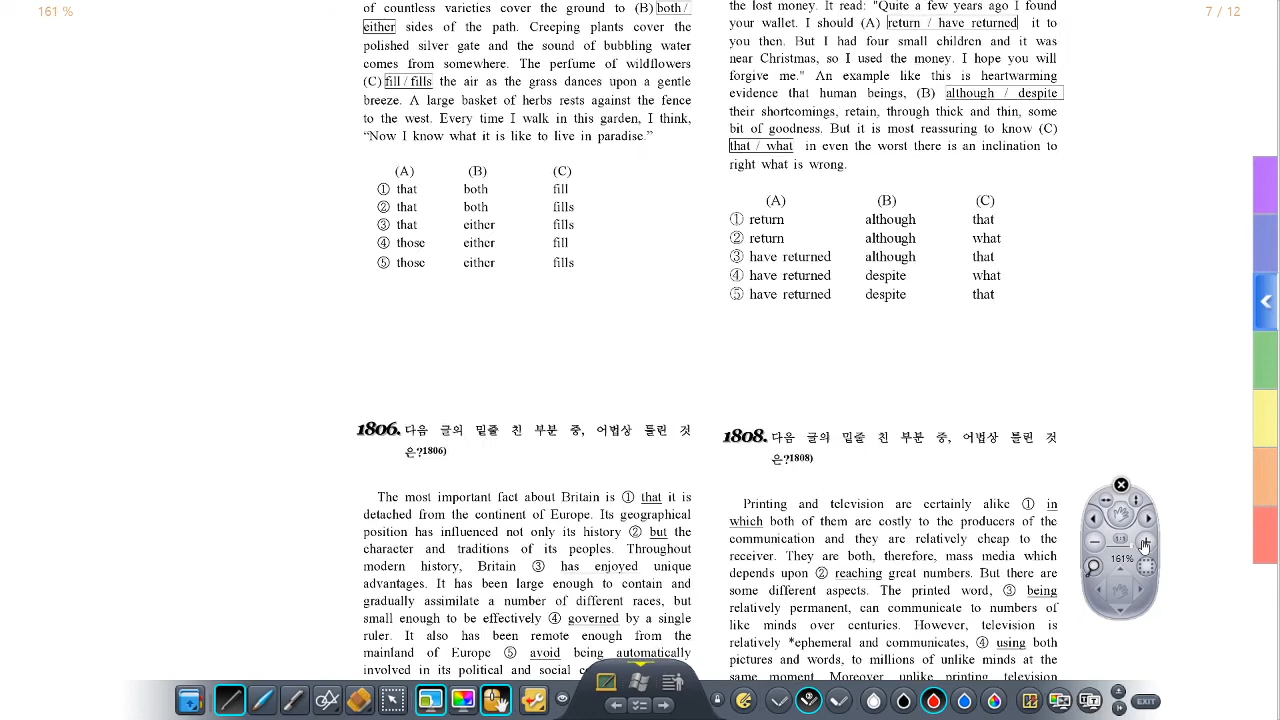 161 %
7 / 12
of countless varieties cover the ground to (B) both /
either sides of the path. Creeping plants cover the
polished silver gate and the sound of bubbling water
comes from somewhere. The perfume of wildflowers
(C) fill / fills the air as the grass dances upon a gentle
breeze. A large basket of herbs rests against the fence
to the west. Every time I walk in this garden, I think,
“Now I know what it is like to live in paradise.”
(A) (B) (C)
① that both fill
② that both fills
③ that either fills
④ those either fill
⑤ those either fills
1806. 다음 글의 밑줄 친 부분 중, 어법상 틀린 것
은?1806)
The most important fact about Britain is ① that it is
detached from the continent of Europe. Its geographical
position has influenced not only its history ② but the
character and traditions of its peoples. Throughout
modern history, Britain ③ has enjoyed unique
advantages. It has been large enough to contain and
gradually assimilate a number of different races, but
small enough to be effectively ④ governed by a single
ruler. It also has been remote enough from the
mainland of Europe ⑤ avoid being automatically
involved in its political and social
the lost money. It read: "Quite a few years ago I found
your wallet. I should (A) return / have returned it to
you then. But I had four small children and it was
near Christmas, so I used the money. I hope you will
forgive me." An example like this is heartwarming
evidence that human beings, (B) although / despite
their shortcomings, retain, through thick and thin, some
bit of goodness. But it is most reassuring to know (C)
that / what in even the worst there is an inclination to
right what is wrong.
(A) (B) (C)
① return although that
② return although what
③ have returned although that
④ have returned despite what
⑤ have returned despite that
1808. 다음 글의 밑줄 친 부분 중, 어법상 틀린 것
은?1808)
Printing and television are certainly alike ① in
which both of them are costly to the producers of the
communication and they are relatively cheap to the
receiver. They are both, therefore, mass media which
depends upon ② reaching great numbers. But there are
some different aspects. The printed word, ③ being
relatively permanent, can communicate to numbers of
like minds over centuries. However, television is
relatively *ephemeral and communicates, ④ using both
pictures and words, to millions of unlike minds at the
same moment. Moreover, unlike printing, television
1:1
161%
EXIT